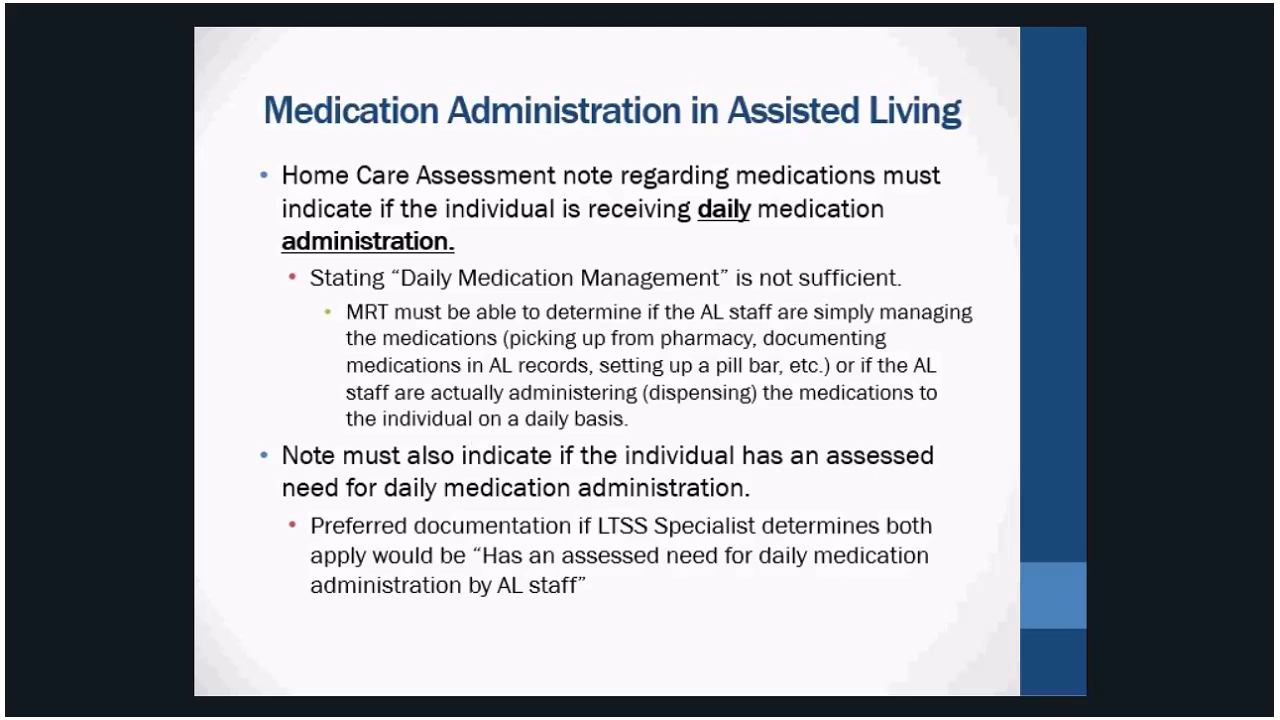 Medication Administration in Assisted Living
• Home Care Assessment note regarding medications must
indicate if the individual is receiving daily medication
administration.
• Stating “Daily Medication Management” is not sufficient.
• MRT must be able to determine if the AL staff are simply managing
the medications (picking up from pharmacy, documenting
medications in AL records, setting up a pill bar, etc.) or if the AL
staff are actually administering (dispensing) the medications to
the individual on a daily basis.
• Note must also indicate if the individual has an assessed
need for daily medication administration.
• Preferred documentation if LTSS Specialist determines both
apply would be “Has an assessed need for daily medication
administration by AL staff”